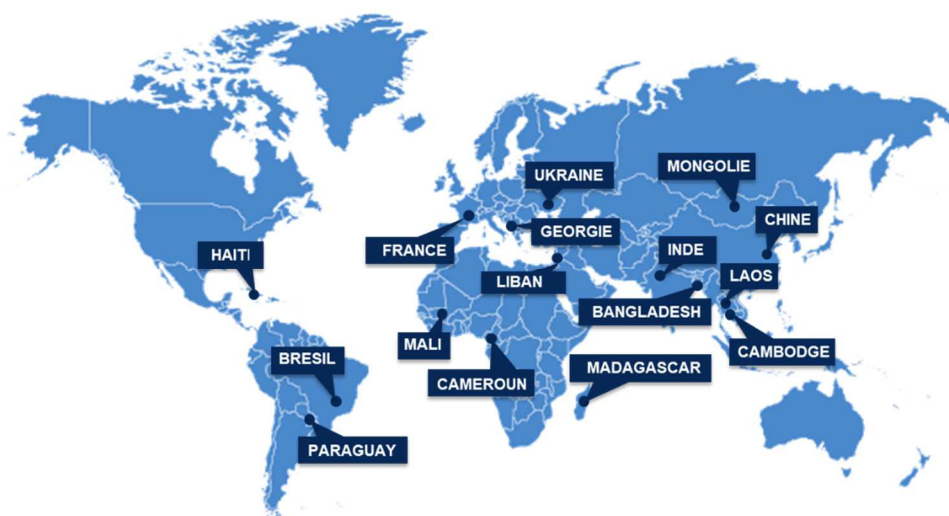 UKRAINE
MONGOLIE
CHINE
FRANCE
GEORGIE
HAITI
INDE
LAOS
LIBAN
BANGLADESH
MALI
CAMBODGE
BRESIL
CAMEROUN
MADAGASCAR
PARAGUAY